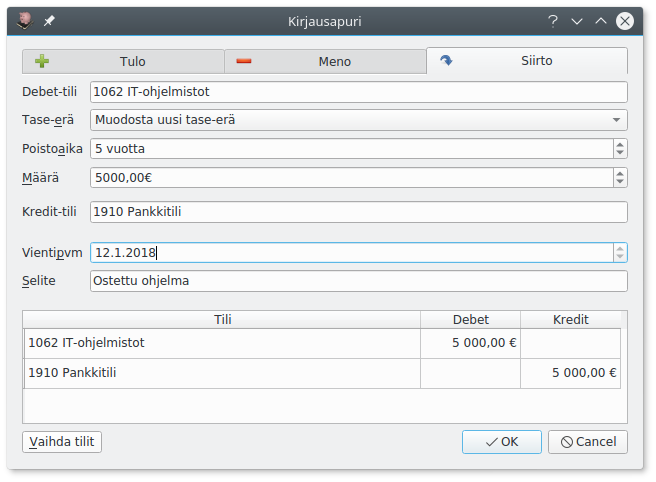 Kirjausapuri
Tulo Meno Siirto
Debet-tili 1062 IT-ohjelmistot
Tase-erä Muodosta uusi tase-erä
Poistoaika 5 vuotta
Määrä 5000,00€
Kredit-tili 1910 Pankkitili
Vientipvm 12.1.2018
Selite Ostettu ohjelma
Tili Debet Kredit
1062 IT-ohjelmistot 5 000,00 €
1910 Pankkitili 5 000,00 €
Vaihda tilit OK Cancel